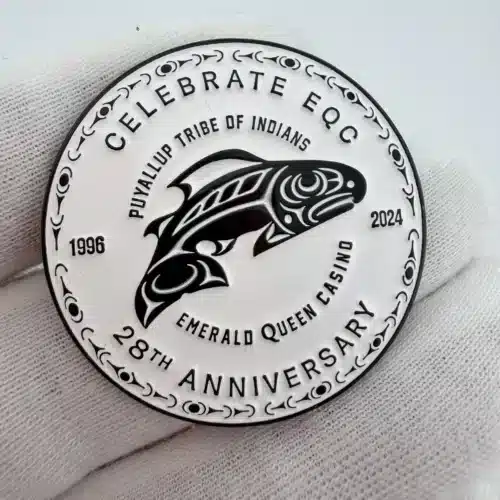 CELEBRATE EQC
PUYALLUP TRIBE OF INDIANS
1996
2024
EMERALD QUEEN CASINO
28TH ANNIVERSARY